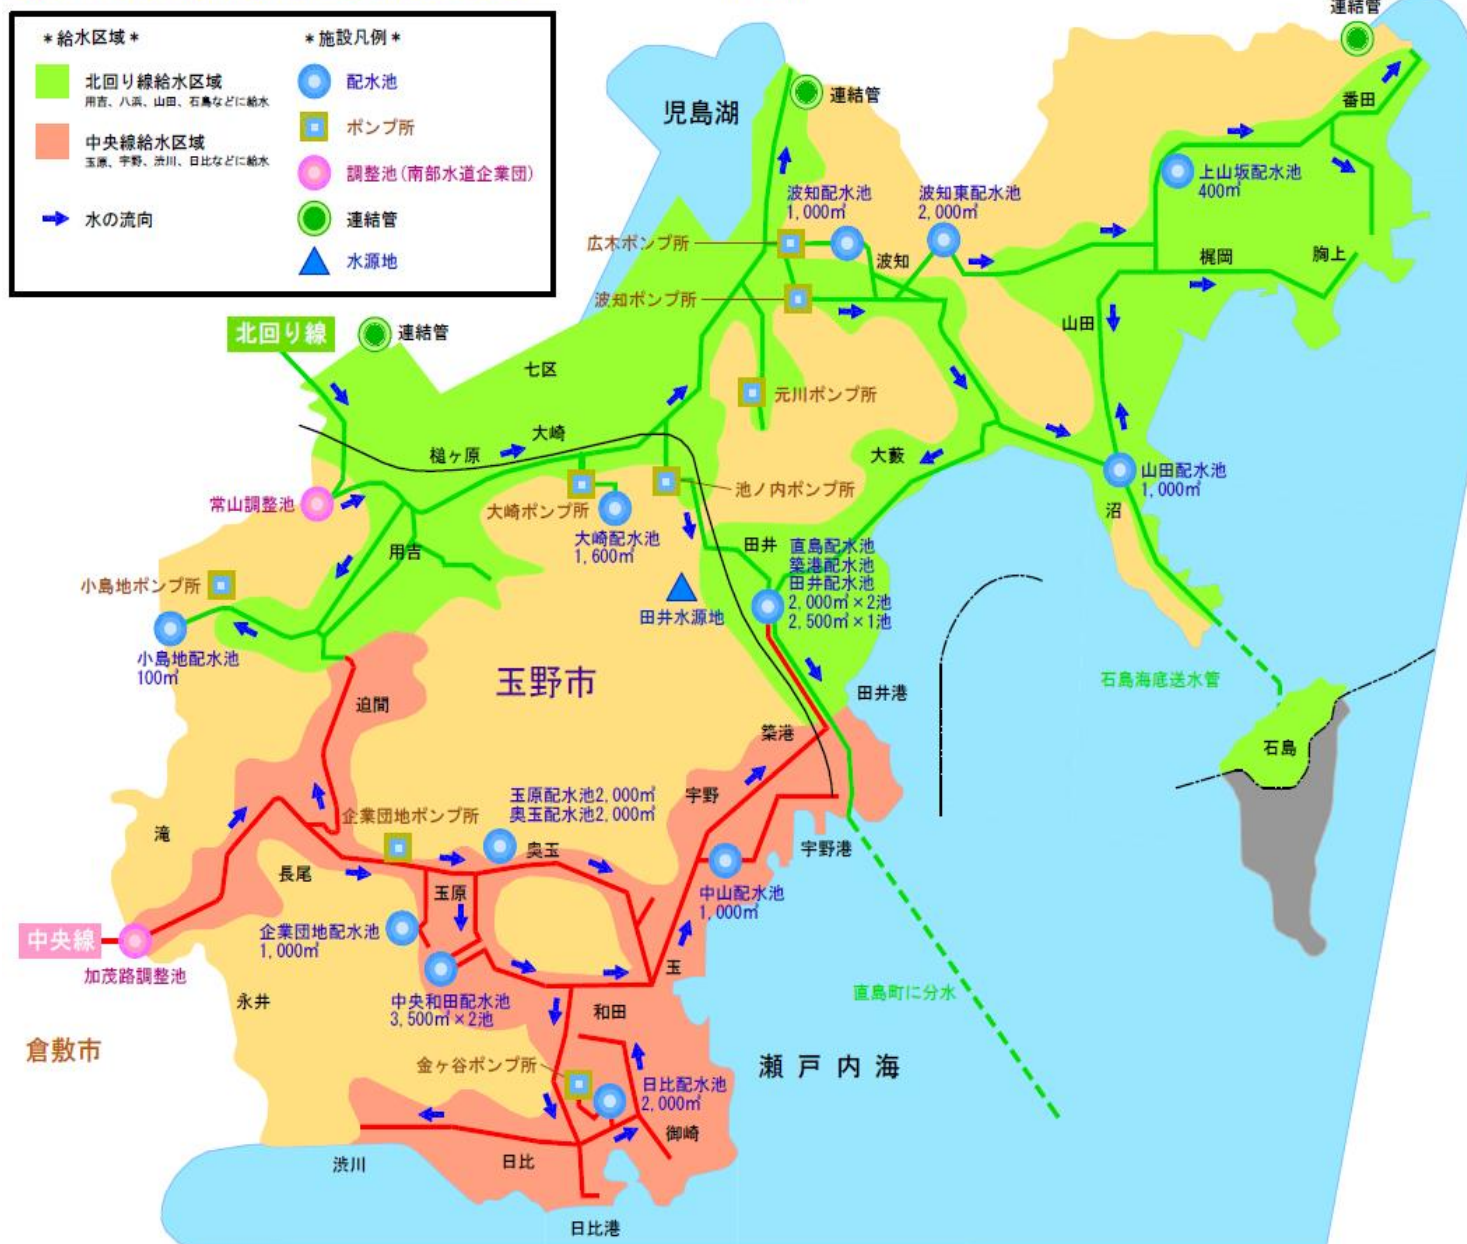 ＊給水区域＊
北回り線給水区域
用吉、八浜、山田、石島などに給水
中央線給水区域
玉原、宇野、渋川、日比などに給水
水の流向
＊施設凡例＊
配水池
ポンプ所
調整池(南部水道企業団)
連結管
水源地
連結管
連結管
児島湖
番田
上山坂配水池
400㎥
波知配水池
1,000㎥
波知東配水池
2,000㎥
広木ポンプ所
波知
梶岡
胸上
波知ポンプ所
山田
北回り線
連結管
七区
元川ポンプ所
大崎
槌ヶ原
大藪
山田配水池
1,000㎥
常山調整池
池ノ内ポンプ所
大崎ポンプ所
大崎配水池
1,600㎥
沼
用吉
田井
直島配水池
築港配水池
田井配水池
2,000㎥×2池
2,500㎥×1池
小島地ポンプ所
田井水源地
小島地配水池
100㎥
玉野市
石島海底送水管
田井港
迫間
築港
石島
玉原配水池2,000㎥
奥玉配水池2,000㎥
宇野
企業団地ポンプ所
滝
奥玉
宇野港
長尾
玉原
中山配水池
1,000㎥
企業団地配水池
1,000㎥
中央線
加茂路調整池
玉
中央和田配水池
3,500㎥×2池
直島町に分水
永井
和田
倉敷市
金ヶ谷ポンプ所
瀬戸内海
日比配水池
2,000㎥
御崎
渋川
日比
日比港